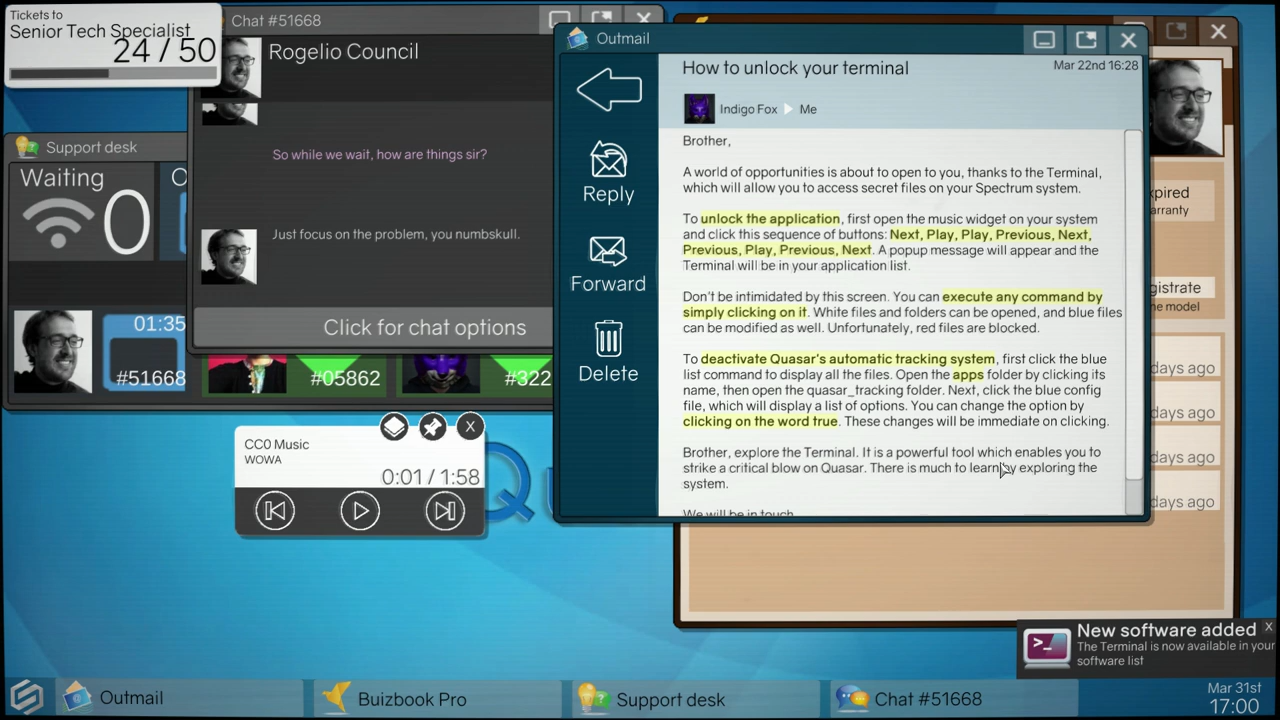 Tickets to
Senior Tech Specialist
24 / 50
Chat #51668
Rogelio Council
So while we wait, how are things sir?
Just focus on the problem, you numbskull.
Click for chat options
Support desk
Waiting
0
01:35
#51668
#05862
#322
CC0 Music
WOWA
0:01 / 1:58
Outmail
How to unlock your terminal
Mar 22nd 16:28
Indigo Fox
Me
Reply
Forward
Delete
Brother,
A world of opportunities is about to open to you, thanks to the Terminal,
which will allow you to access secret files on your Spectrum system.
To unlock the application, first open the music widget on your system
and click this sequence of buttons: Next, Play, Play, Previous, Next,
Previous, Play, Previous, Next. A popup message will appear and the
Terminal will be in your application list.
Don't be intimidated by this screen. You can execute any command by
simply clicking on it. White files and folders can be opened, and blue files
can be modified as well. Unfortunately, red files are blocked.
To deactivate Quasar's automatic tracking system, first click the blue
list command to display all the files. Open the apps folder by clicking its
name, then open the quasar_tracking folder. Next, click the blue config
file, which will display a list of options. You can change the option by
clicking on the word true. These changes will be immediate on clicking.
Brother, explore the Terminal. It is a powerful tool which enables you to
strike a critical blow on Quasar. There is much to learn by exploring the
system.
We will be in touch
xpired
arranty
gistrate
he model
days ago
days ago
days ago
days ago
New software added
The Terminal is now available in your
software list
Outmail
Buizbook Pro
Support desk
Chat #51668
Mar 31st
17:00